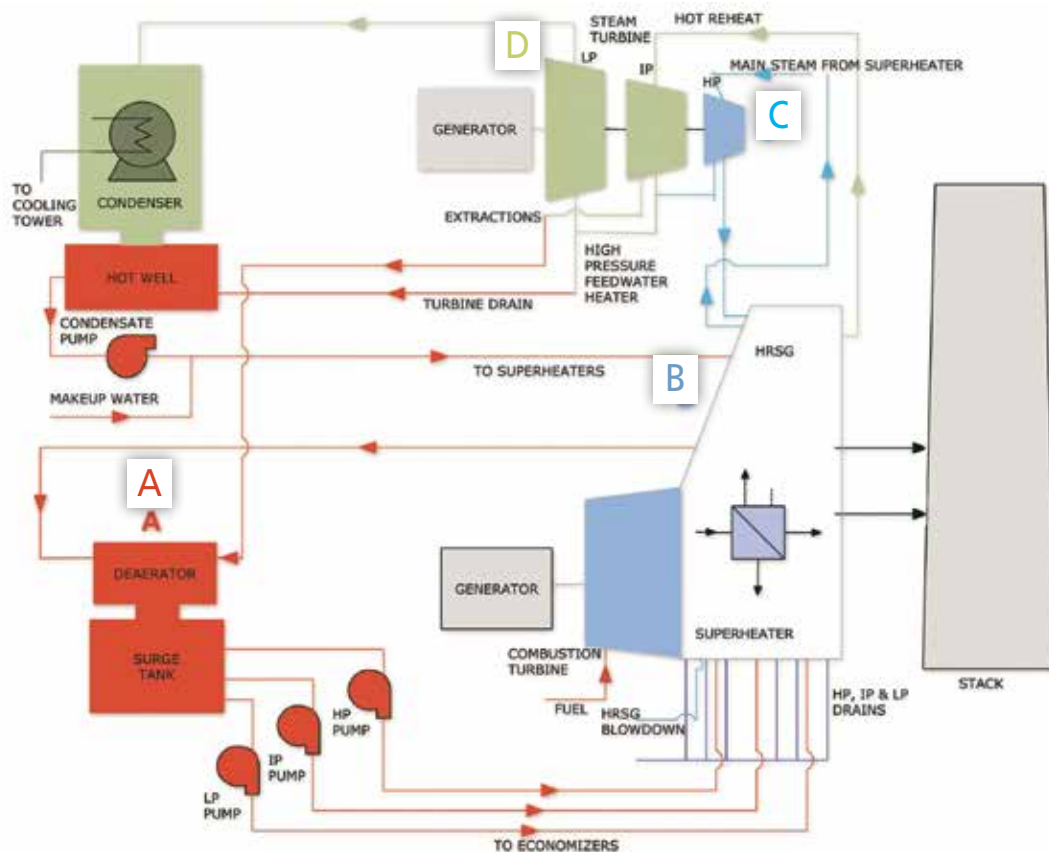 D
STEAM
TURBINE
HOT REHEAT
LP
IP
HP
MAIN STEAM FROM SUPERHEATER
C
GENERATOR
TO
COOLING
TOWER
CONDENSER
EXTRACTIONS
HOT WELL
HIGH
PRESSURE
FEEDWATER
HEATER
TURBINE DRAIN
CONDENSATE
PUMP
HRSG
TO SUPERHEATERS
B
MAKEUP WATER
A
A
DEAERATOR
GENERATOR
SURGE
TANK
SUPERHEATER
COMBUSTION
TURBINE
STACK
HP PUMP
FUEL
HRSG
BLOWDOWN
HP, IP & LP
DRAINS
IP
PUMP
LP
PUMP
TO ECONOMIZERS